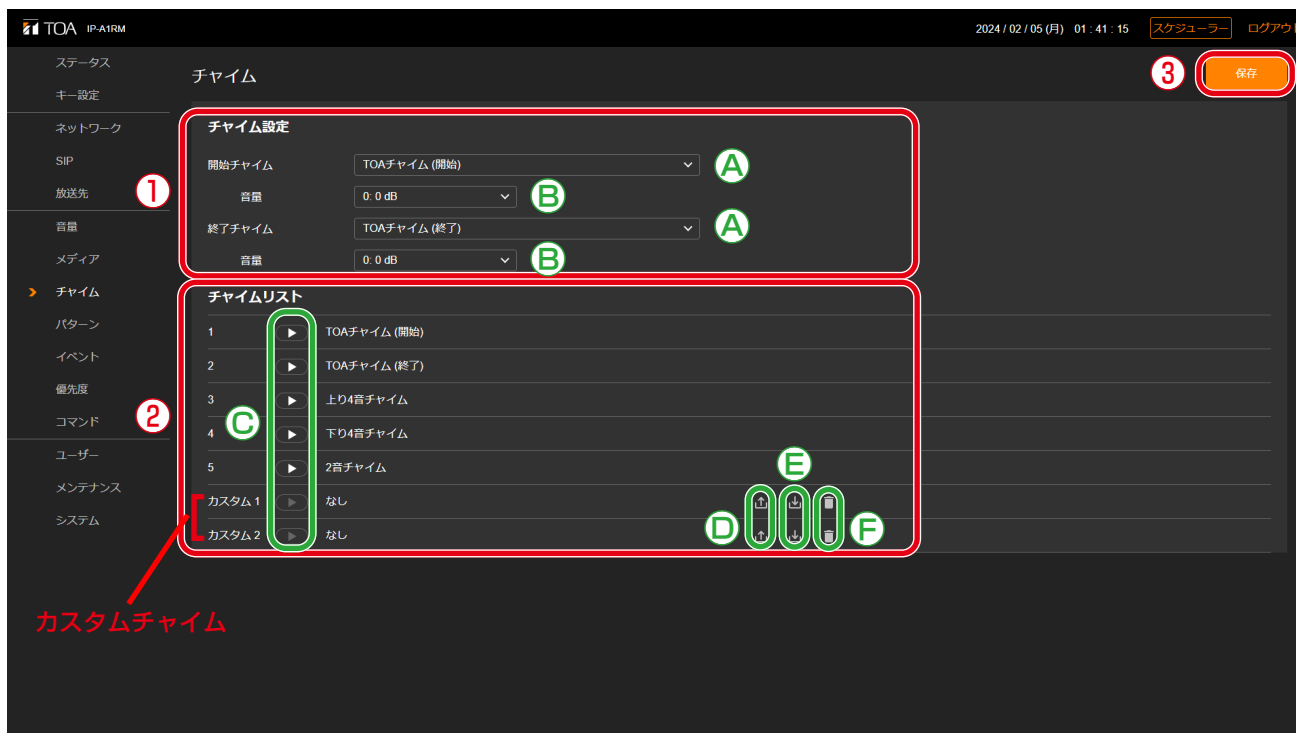 TOA IP-A1RM
2024 / 02 / 05 (月) 01 : 41 : 15 スケジューラー ログアウト
ステータス
キー設定
ネットワーク
SIP
放送先
音量
メディア
チャイム
パターン
イベント
優先度
コマンド
ユーザー
メンテナンス
システム
チャイム
③ 保存
①
チャイム設定
開始チャイム TOAチャイム (開始) A
音量 0: 0 dB B
終了チャイム TOAチャイム (終了) A
音量 0: 0 dB B
②
チャイムリスト
1 TOAチャイム (開始)
2 TOAチャイム (終了)
3 上り4音チャイム
C
4 下り4音チャイム
5 2音チャイム
E
カスタム 1 なし
D F
カスタム 2 なし
カスタムチャイム